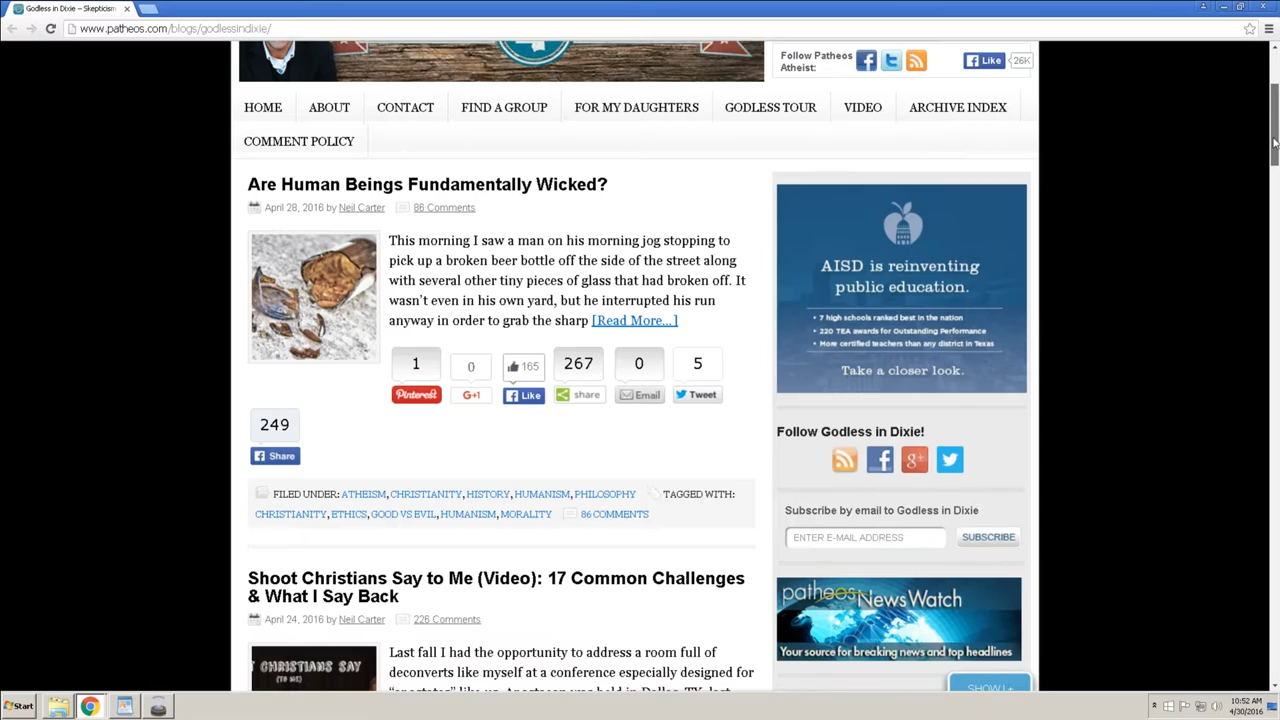 Godless in Dixie – Skepticism
www.patheos.com/blogs/godlessindixie/
Follow Patheos
Atheist:
Like
26K
HOME
ABOUT
CONTACT
FIND A GROUP
FOR MY DAUGHTERS
GODLESS TOUR
VIDEO
ARCHIVE INDEX
COMMENT POLICY
Are Human Beings Fundamentally Wicked?
April 28, 2016 by Neil Carter 86 Comments
This morning I saw a man on his morning jog stopping to
pick up a broken beer bottle off the side of the street along
with several other tiny pieces of glass that had broken off. It
wasn't even in his own yard, but he interrupted his run
anyway in order to grab the sharp [Read More...]
1 0 165 267 0 5
Pinterest G+1 Like share Email Tweet
249
Share
FILED UNDER: ATHEISM, CHRISTIANITY, HISTORY, HUMANISM, PHILOSOPHY TAGGED WITH:
CHRISTIANITY, ETHICS, GOOD VS EVIL, HUMANISM, MORALITY 86 COMMENTS
Shoot Christians Say to Me (Video): 17 Common Challenges
& What I Say Back
April 24, 2016 by Neil Carter 226 Comments
T CHRISTIANS SAY
(TO ME)
Last fall I had the opportunity to address a room full of
deconverts like myself at a conference especially designed for
AISD is reinventing
public education.
• 7 high schools ranked best in the nation
• 220 TEA awards for Outstanding Performance
• More certified teachers than any district in Texas
Take a closer look.
Follow Godless in Dixie!
Subscribe by email to Godless in Dixie
ENTER E-MAIL ADDRESS
SUBSCRIBE
patheos NewsWatch
Your source for breaking news and top headlines
Start
10:52 AM
4/30/2016